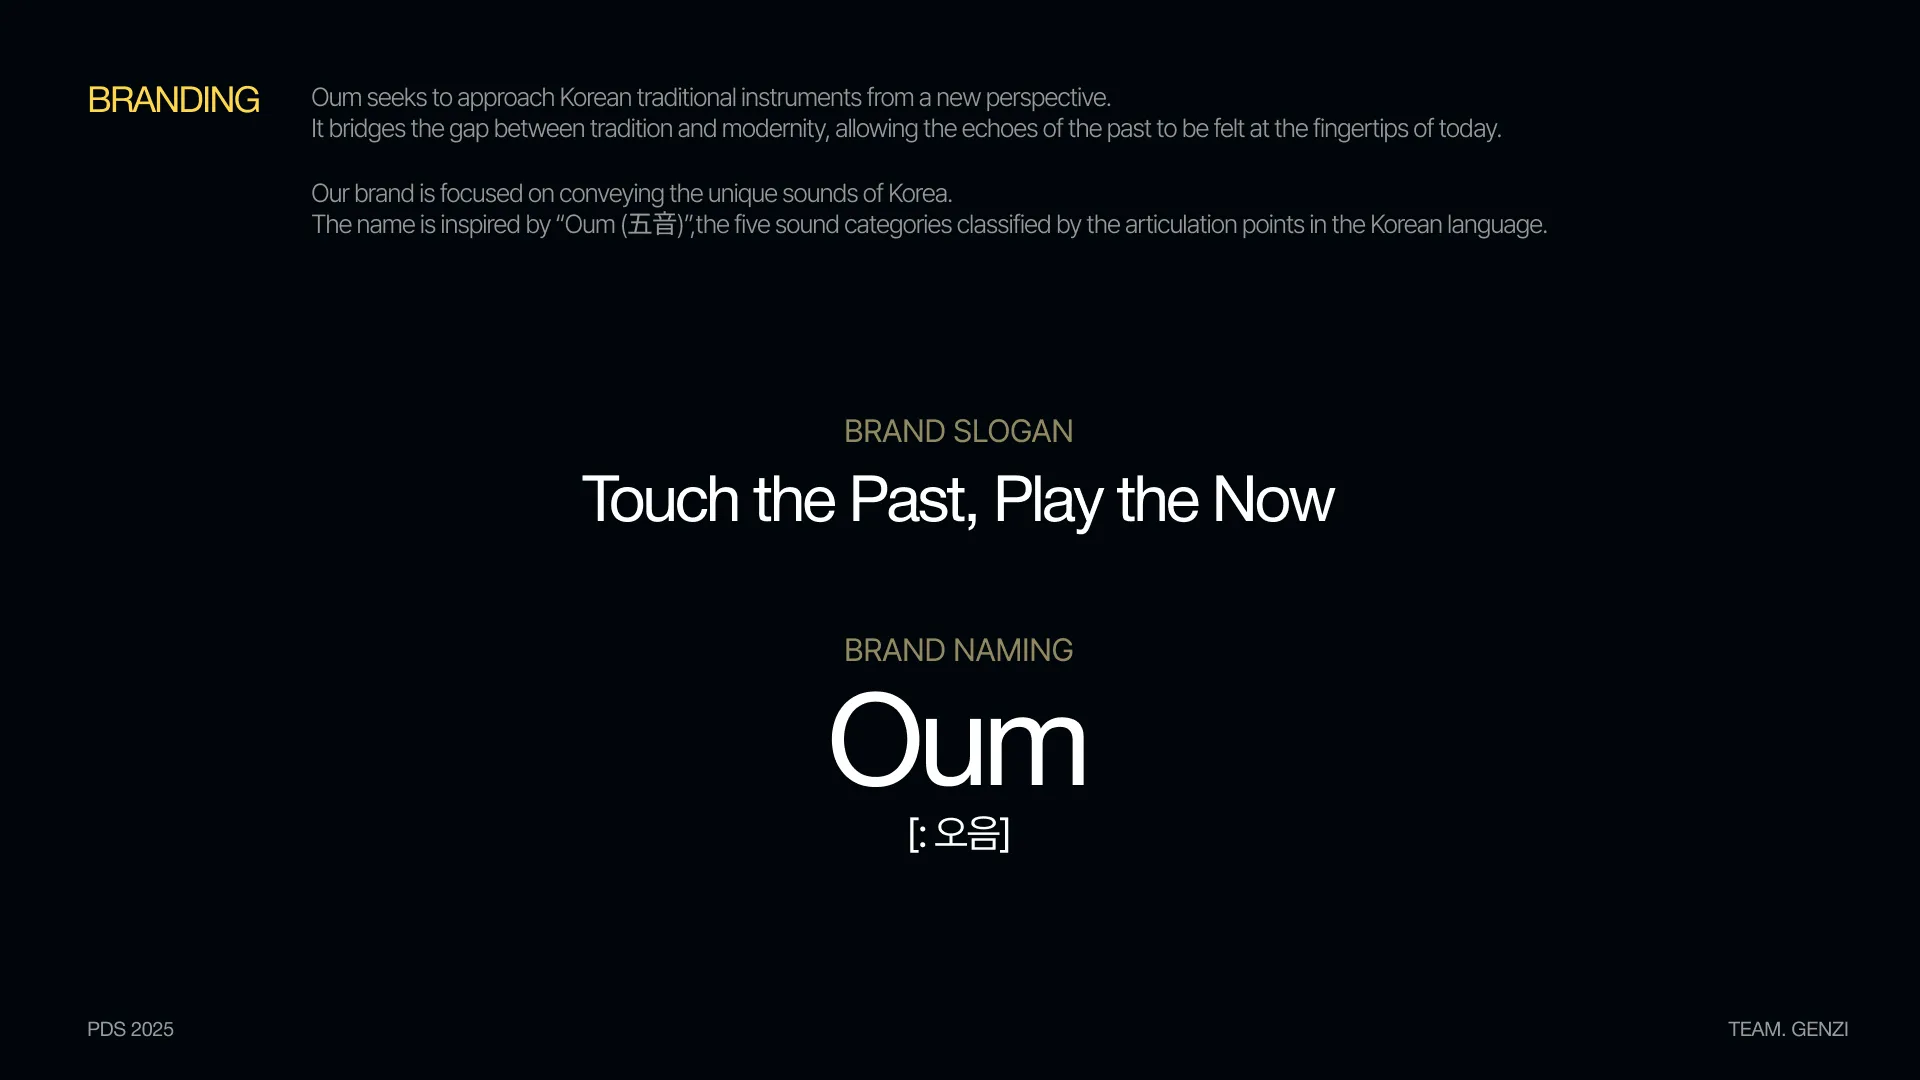 BRANDING
Oum seeks to approach Korean traditional instruments from a new perspective.
It bridges the gap between tradition and modernity, allowing the echoes of the past to be felt at the fingertips of today.
Our brand is focused on conveying the unique sounds of Korea.
The name is inspired by “Oum (五音)”,the five sound categories classified by the articulation points in the Korean language.
BRAND SLOGAN
Touch the Past, Play the Now
BRAND NAMING
Oum
[: 오음]
PDS 2025
TEAM. GENZI